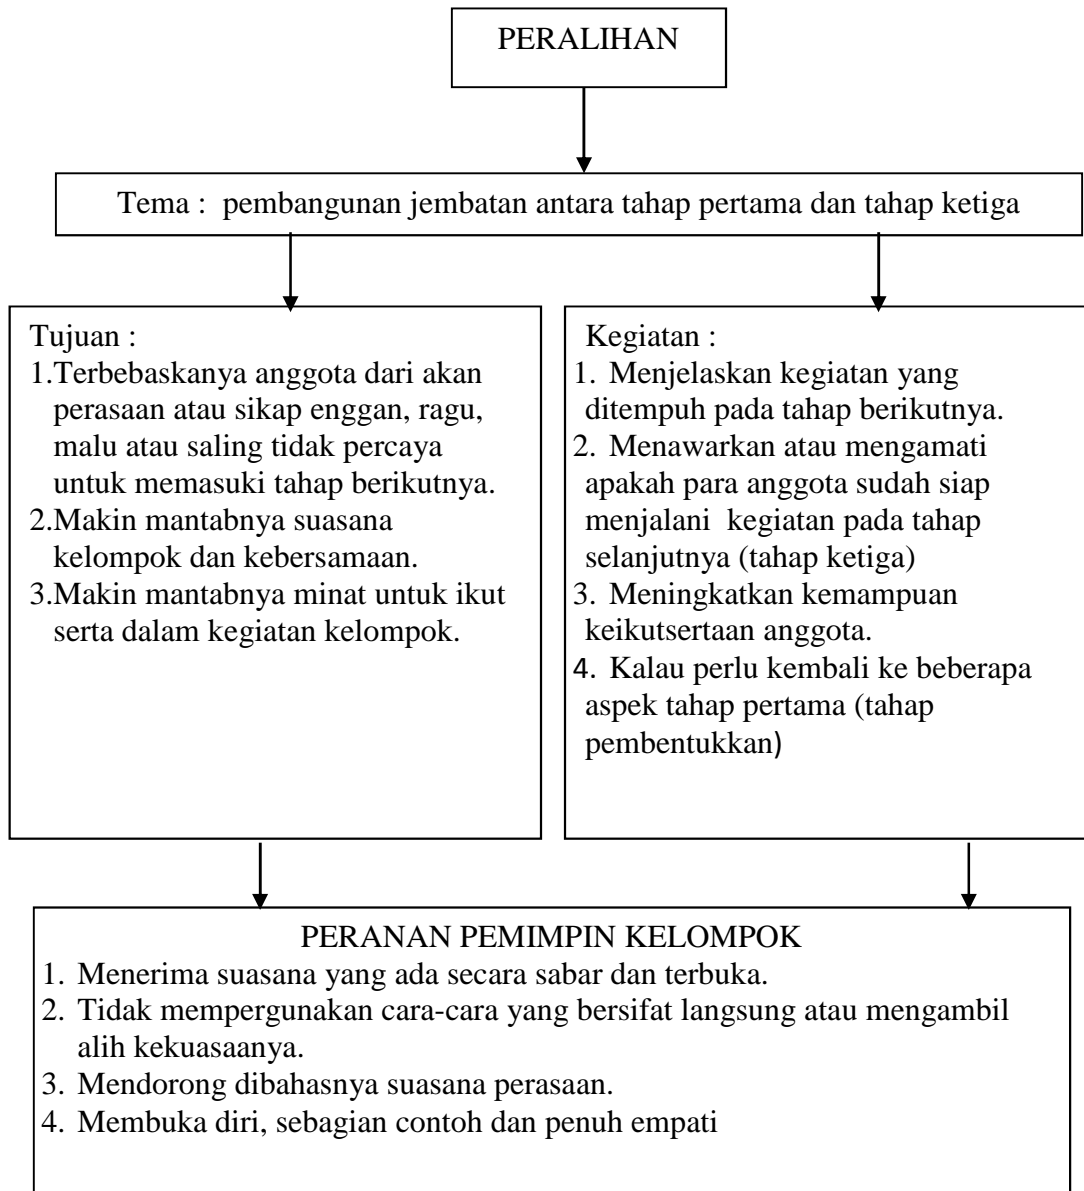 PERALIHAN
Tema :  pembangunan jembatan antara tahap pertama dan tahap ketiga
Tujuan :
1.Terbebaskanya anggota dari akan
perasaan atau sikap enggan, ragu,
malu atau saling tidak percaya
untuk memasuki tahap berikutnya.
2.Makin mantabnya suasana
kelompok dan kebersamaan.
3.Makin mantabnya minat untuk ikut
serta dalam kegiatan kelompok.
Kegiatan :
1. Menjelaskan kegiatan yang
ditempuh pada tahap berikutnya.
2. Menawarkan atau mengamati
apakah para anggota sudah siap
menjalani  kegiatan pada tahap
selanjutnya (tahap ketiga)
3. Meningkatkan kemampuan
keikutsertaan anggota.
4. Kalau perlu kembali ke beberapa
aspek tahap pertama (tahap
pembentukkan)
PERANAN PEMIMPIN KELOMPOK
1. Menerima suasana yang ada secara sabar dan terbuka.
2. Tidak mempergunakan cara-cara yang bersifat langsung atau mengambil
alih kekuasaanya.
3. Mendorong dibahasnya suasana perasaan.
4. Membuka diri, sebagian contoh dan penuh empati